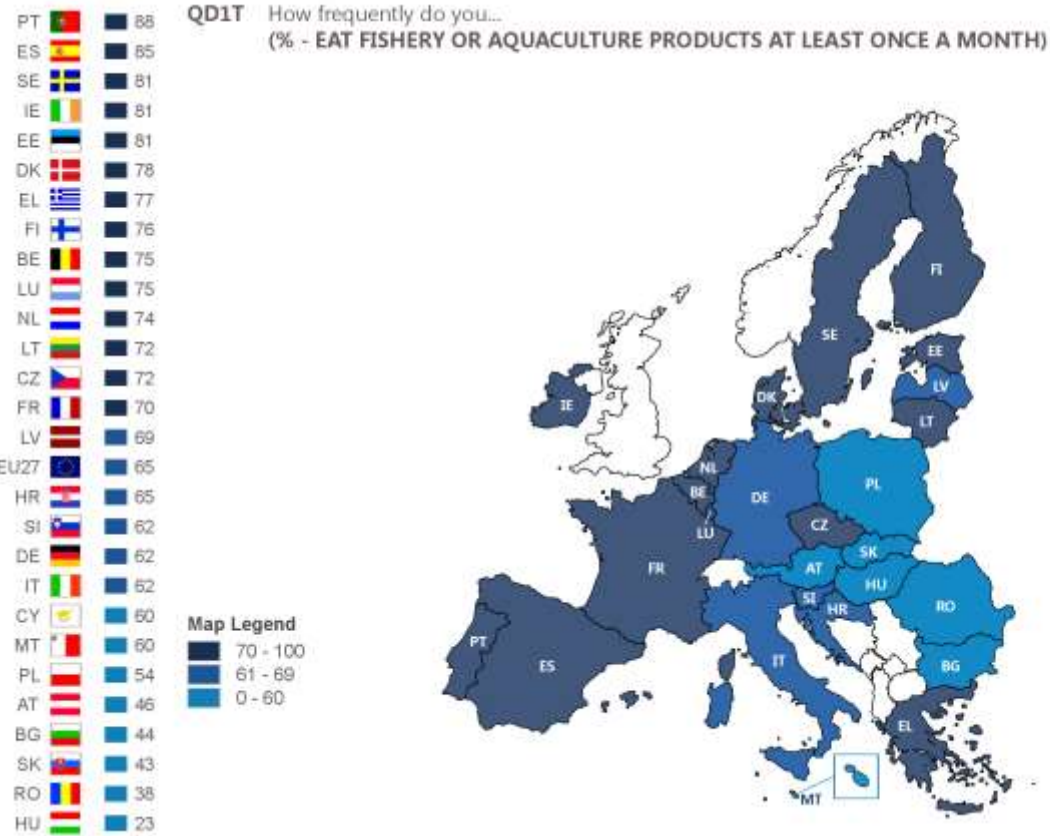 QD1T How frequently do you...
(% - EAT FISHERY OR AQUACULTURE PRODUCTS AT LEAST ONCE A MONTH)
PT 88
ES 85
SE 81
IE 81
EE 81
DK 78
EL 77
FI 76
BE 75
LU 75
NL 74
LT 72
CZ 72
FR 70
LV 69
EU27 65
HR 65
SI 62
DE 62
IT 62
CY 60
MT 60
PL 54
AT 46
BG 44
SK 43
RO 38
HU 23
Map Legend
70 - 100
61 - 69
0 - 60
FI
SE
EE
LV
DK
IE
LT
NL
PL
BE
DE
CZ
LU
SK
FR
AT
HU
SI
RO
HR
PT
IT
ES
BG
EL
MT